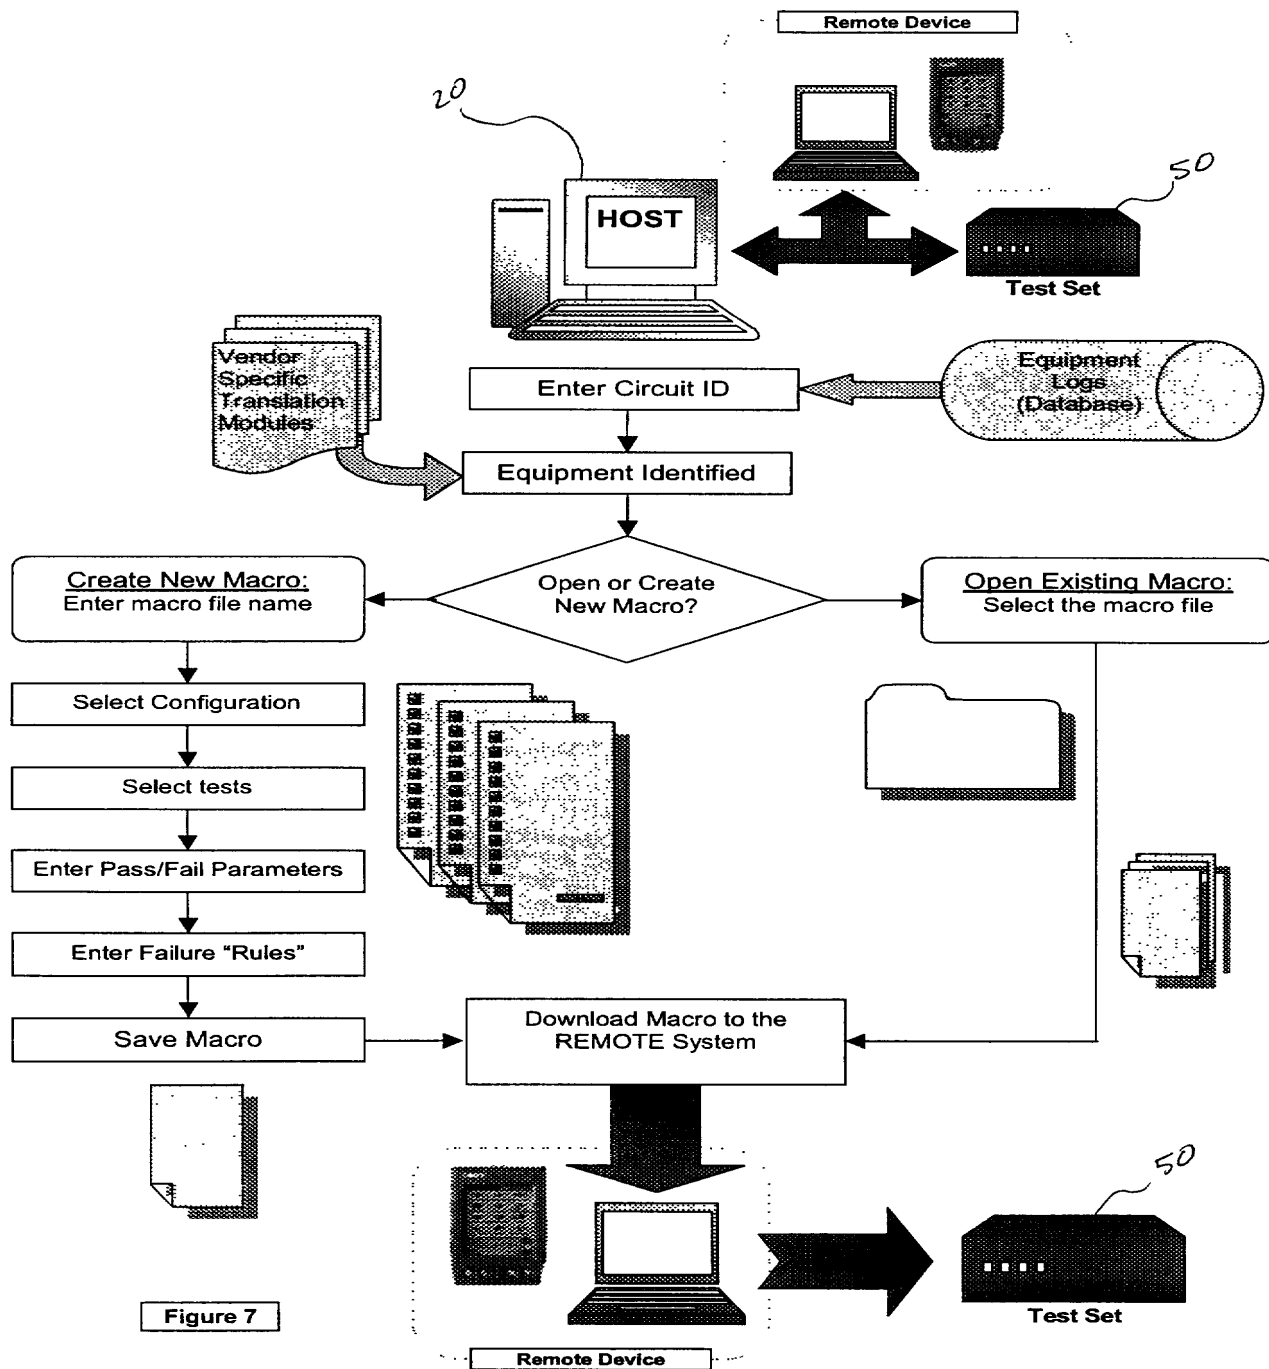 Remote Device
20
50
HOST
Test Set
Vendor
Specific
Translation
Modules
Enter Circuit ID
Equipment
Logs
(Database)
Equipment Identified
Create New Macro:
Enter macro file name
Open or Create
New Macro?
Open Existing Macro:
Select the macro file
Select Configuration
Select tests
Enter Pass/Fail Parameters
Enter Failure “Rules”
Save Macro
Download Macro to the
REMOTE System
50
Test Set
Figure 7
Remote Device